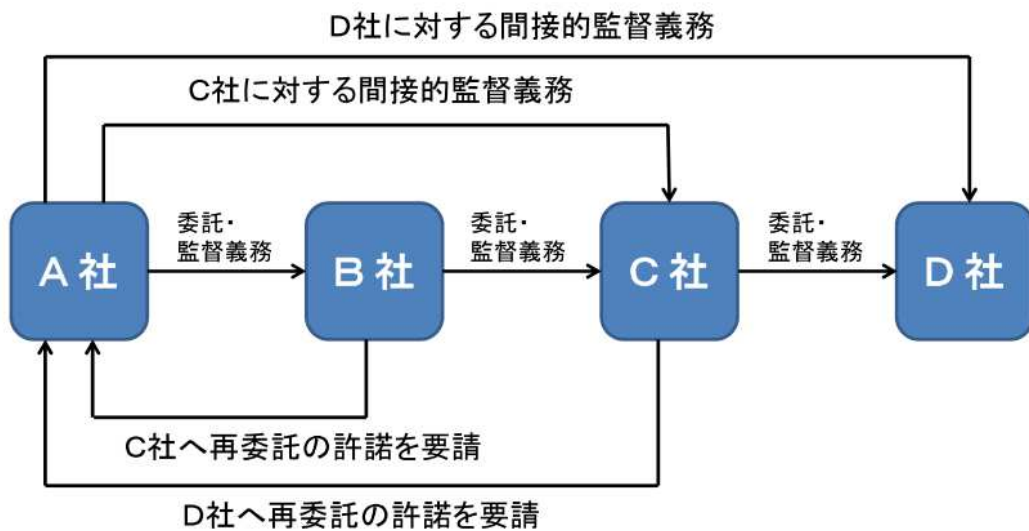 D社に対する間接的監督義務
C社に対する間接的監督義務
委託・
監督義務
委託・
監督義務
委託・
監督義務
A社
B社
C社
D社
C社へ再委託の許諾を要請
D社へ再委託の許諾を要請